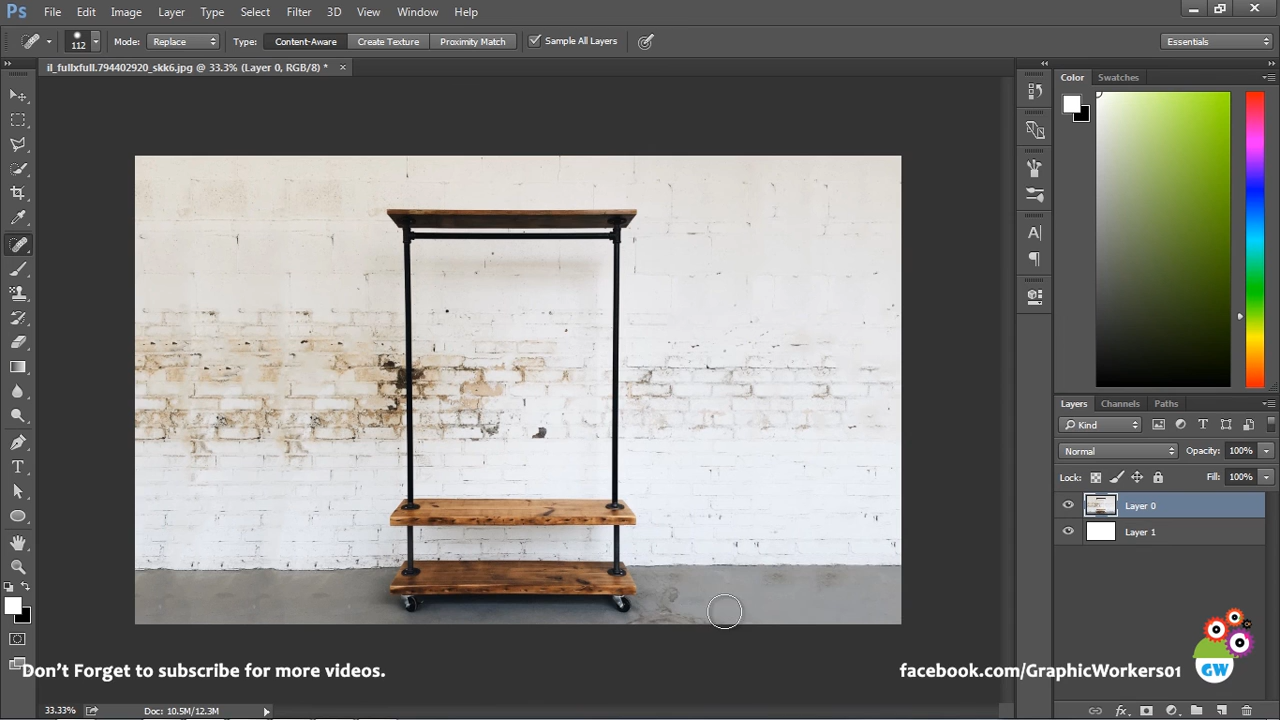 Ps File Edit Image Layer Type Select Filter 3D View Window Help
112 Mode: Replace Type: Content-Aware Create Texture Proximity Match Sample All Layers Essentials
il_fullxfull.794402920_skk6.jpg @ 33.3% (Layer 0, RGB/8) *
Color Swatches
Layers Channels Paths
Kind
Normal Opacity: 100%
Lock: Fill: 100%
Layer 0
Layer 1
Don't Forget to subscribe for more videos.
facebook.com/GraphicWorkers01
GW
33.33% Doc: 10.5M/12.3M